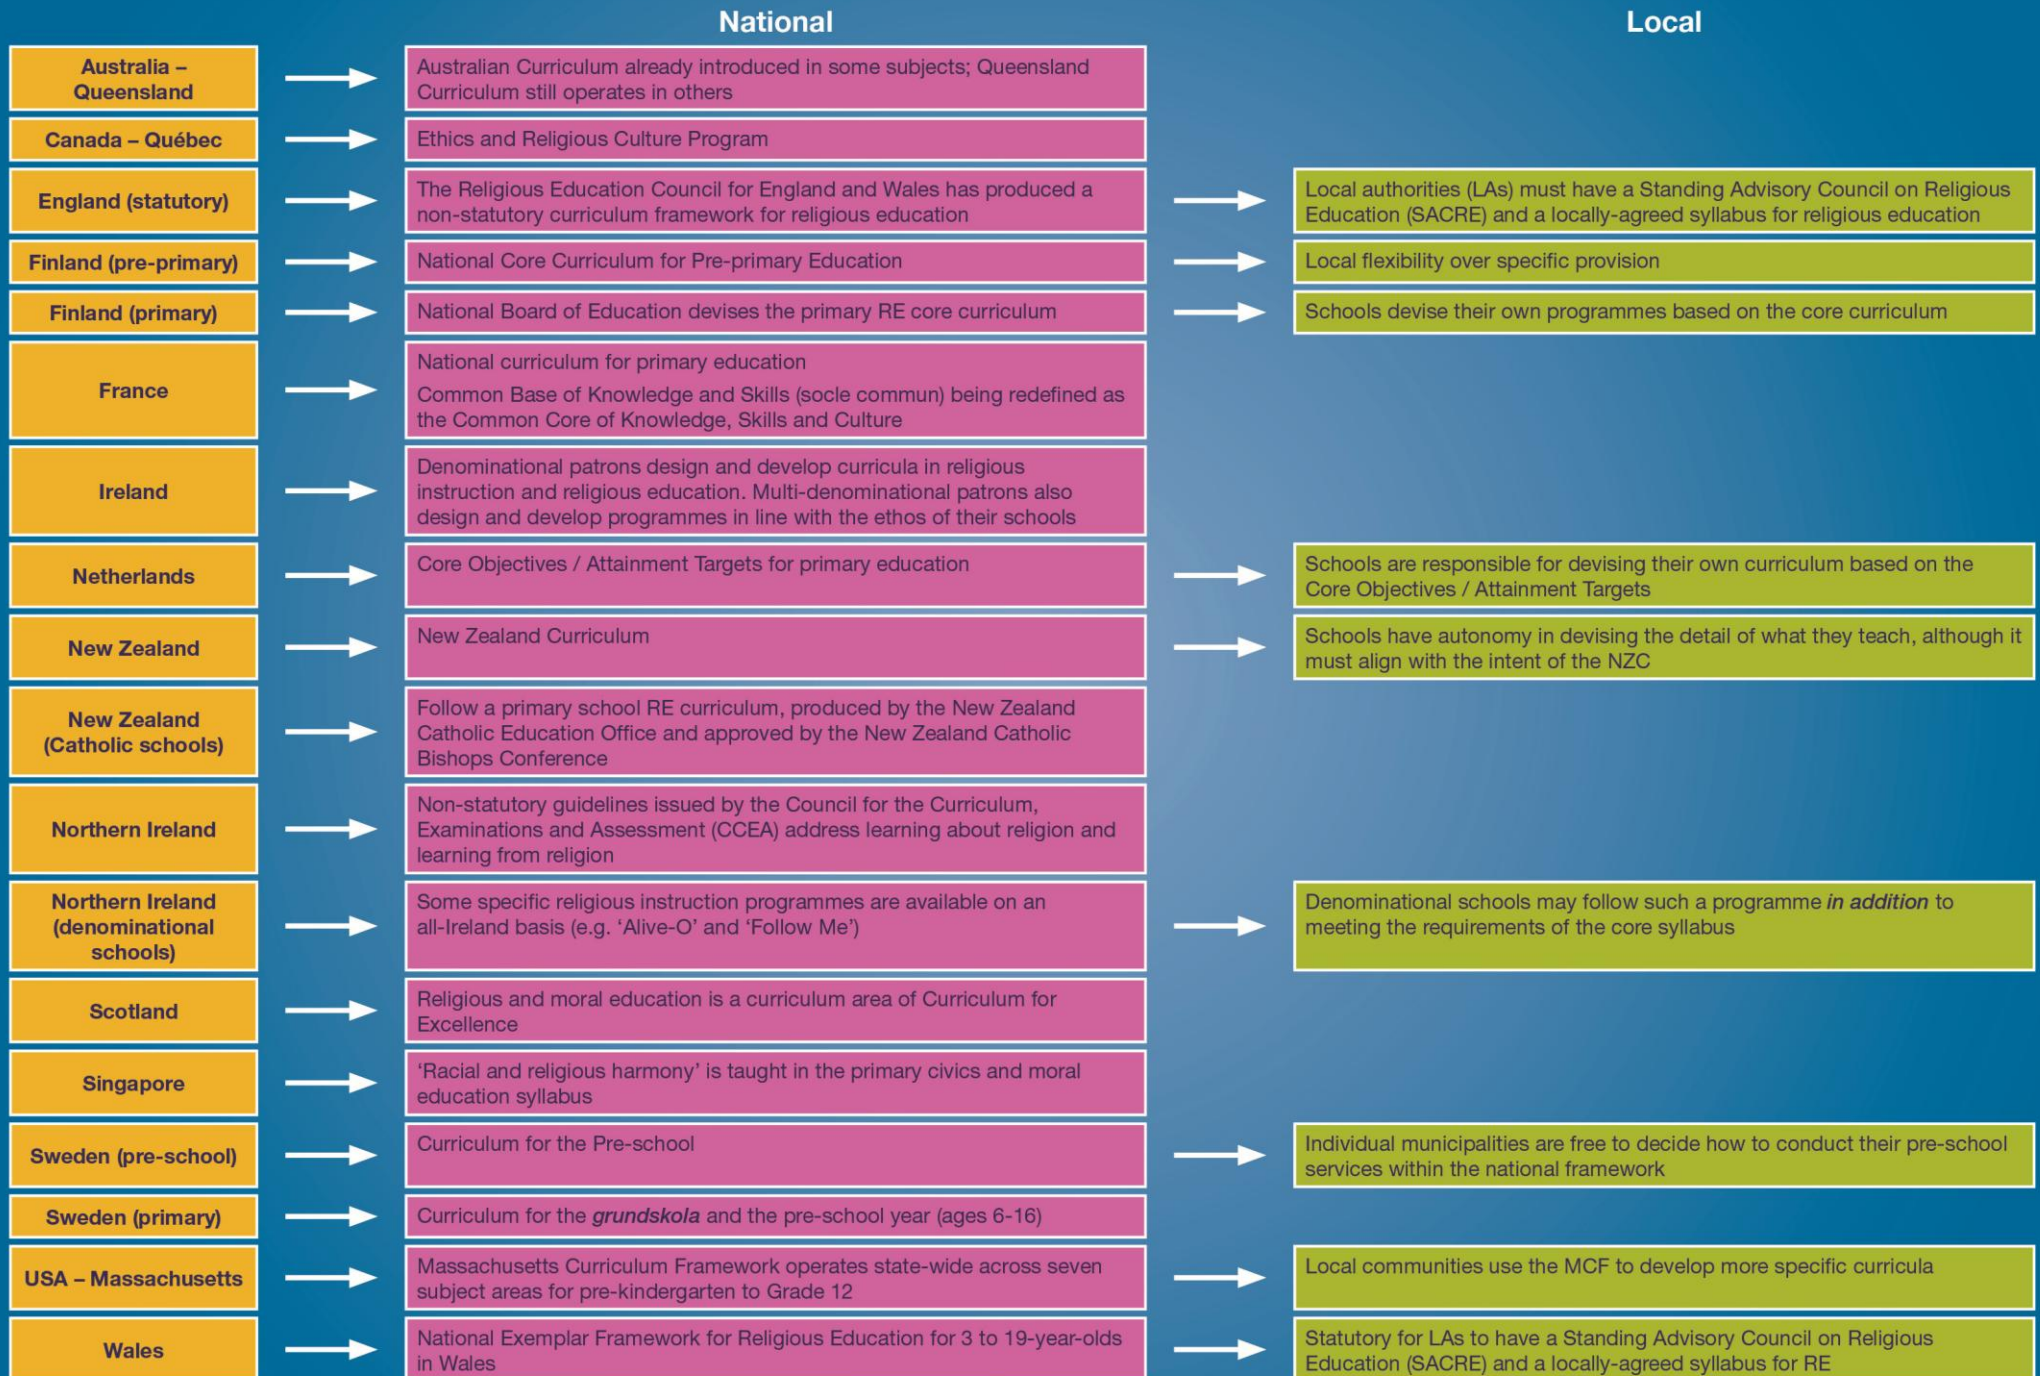 National
Local
Australia –
Queensland
Australian Curriculum already introduced in some subjects; Queensland
Curriculum still operates in others
Canada – Québec
Ethics and Religious Culture Program
England (statutory)
The Religious Education Council for England and Wales has produced a
non-statutory curriculum framework for religious education
Local authorities (LAs) must have a Standing Advisory Council on Religious
Education (SACRE) and a locally-agreed syllabus for religious education
Finland (pre-primary)
National Core Curriculum for Pre-primary Education
Local flexibility over specific provision
Finland (primary)
National Board of Education devises the primary RE core curriculum
Schools devise their own programmes based on the core curriculum
France
National curriculum for primary education
Common Base of Knowledge and Skills (socle commun) being redefined as
the Common Core of Knowledge, Skills and Culture
Ireland
Denominational patrons design and develop curricula in religious
instruction and religious education. Multi-denominational patrons also
design and develop programmes in line with the ethos of their schools
Netherlands
Core Objectives / Attainment Targets for primary education
Schools are responsible for devising their own curriculum based on the
Core Objectives / Attainment Targets
New Zealand
New Zealand Curriculum
Schools have autonomy in devising the detail of what they teach, although it
must align with the intent of the NZC
New Zealand
(Catholic schools)
Follow a primary school RE curriculum, produced by the New Zealand
Catholic Education Office and approved by the New Zealand Catholic
Bishops Conference
Northern Ireland
Non-statutory guidelines issued by the Council for the Curriculum,
Examinations and Assessment (CCEA) address learning about religion and
learning from religion
Northern Ireland
(denominational
schools)
Some specific religious instruction programmes are available on an
all-Ireland basis (e.g. ‘Alive-O’ and ‘Follow Me’)
Denominational schools may follow such a programme in addition to
meeting the requirements of the core syllabus
Scotland
Religious and moral education is a curriculum area of Curriculum for
Excellence
Singapore
‘Racial and religious harmony’ is taught in the primary civics and moral
education syllabus
Sweden (pre-school)
Curriculum for the Pre-school
Individual municipalities are free to decide how to conduct their pre-school
services within the national framework
Sweden (primary)
Curriculum for the grundskola and the pre-school year (ages 6-16)
USA – Massachusetts
Massachusetts Curriculum Framework operates state-wide across seven
subject areas for pre-kindergarten to Grade 12
Local communities use the MCF to develop more specific curricula
Wales
National Exemplar Framework for Religious Education for 3 to 19-year-olds
in Wales
Statutory for LAs to have a Standing Advisory Council on Religious
Education (SACRE) and a locally-agreed syllabus for RE